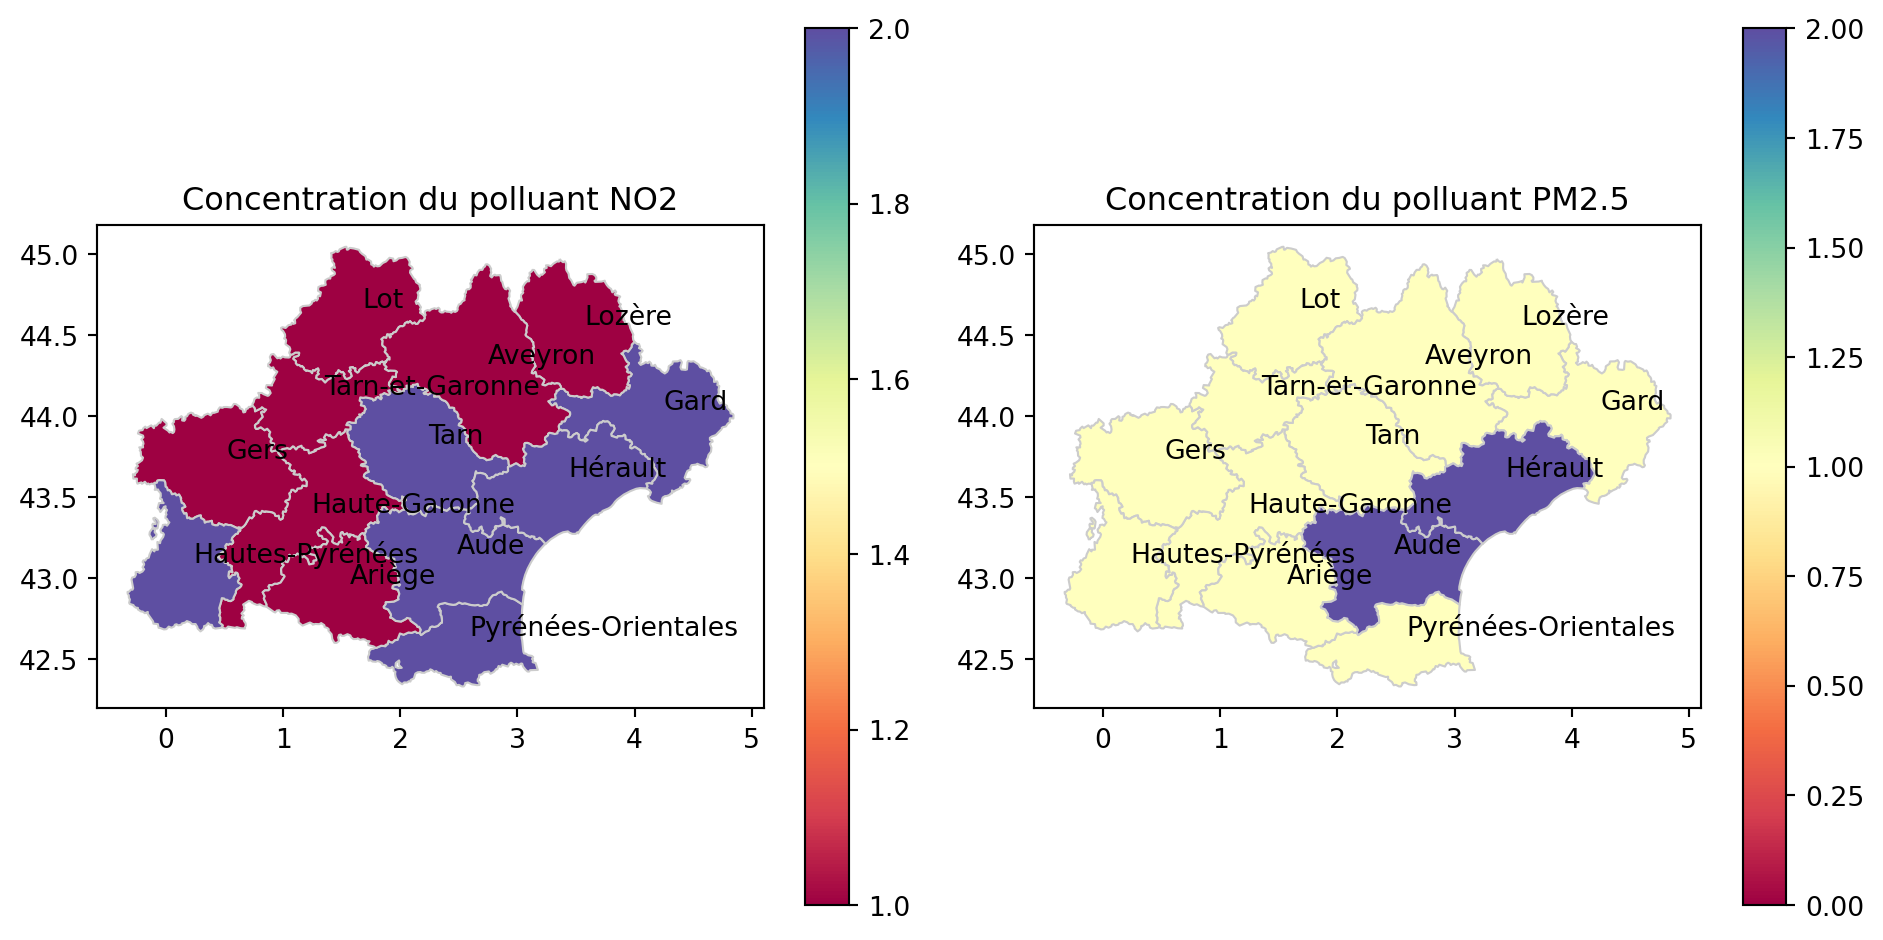 Concentration du polluant NO2
45.0
44.5
44.0
43.5
43.0
42.5
0 1 2 3 4 5
Lot
Lozère
Aveyron
Tarn-et-Garonne
Gard
Tarn
Gers
Hérault
Haute-Garonne
Aude
Hautes-Pyrénées
Ariège
Pyrénées-Orientales
2.0
1.8
1.6
1.4
1.2
1.0
Concentration du polluant PM2.5
45.0
44.5
44.0
43.5
43.0
42.5
0 1 2 3 4 5
Lot
Lozère
Aveyron
Tarn-et-Garonne
Gard
Tarn
Gers
Hérault
Haute-Garonne
Aude
Hautes-Pyrénées
Ariège
Pyrénées-Orientales
2.00
1.75
1.50
1.25
1.00
0.75
0.50
0.25
0.00